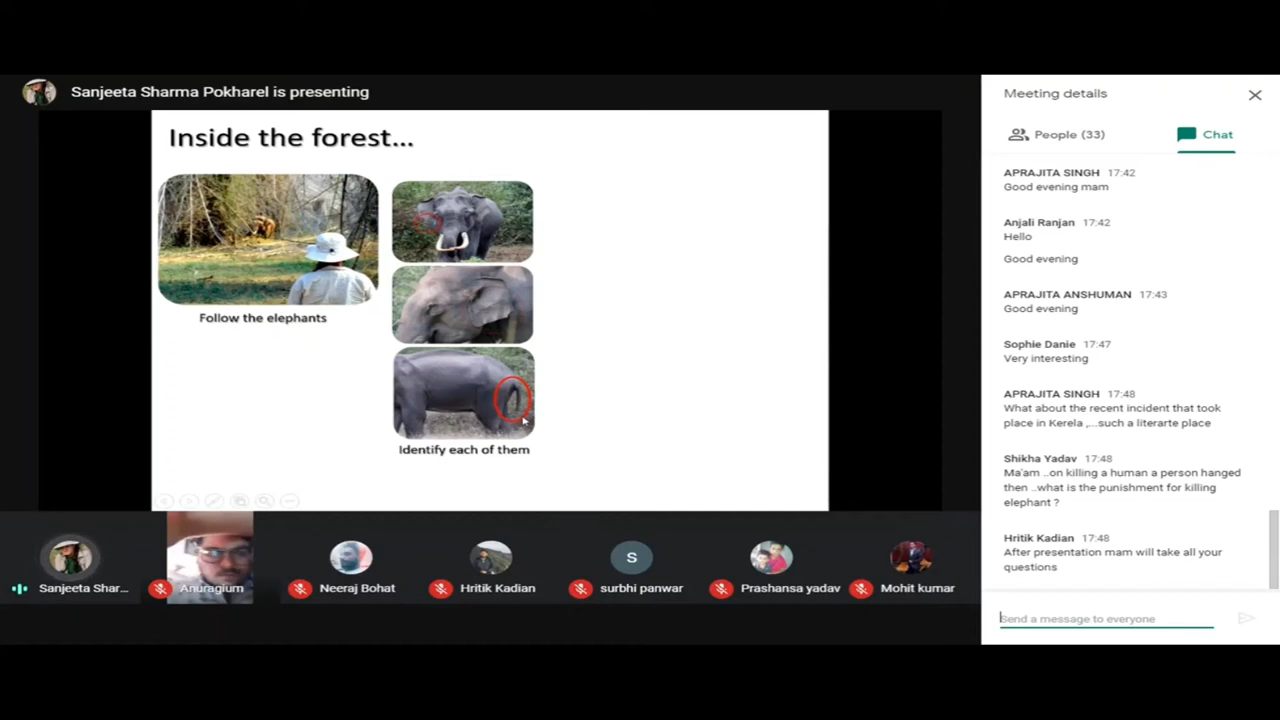 Sanjeeta Sharma Pokharel is presenting
Inside the forest...
Follow the elephants
Identify each of them
Sanjeeta Shar...
Anuragium
Neeraj Bohat
Hritik Kadian
S
surbhi panwar
Prashansa yadav
Mohit kumar
Meeting details
People (33)
Chat
APRAJITA SINGH 17:42
Good evening mam
Anjali Ranjan 17:42
Hello
Good evening
APRAJITA ANSHUMAN 17:43
Good evening
Sophie Danie 17:47
Very interesting
APRAJITA SINGH 17:48
What about the recent incident that took
place in Kerela ,...such a literarte place
Shikha Yadav 17:48
Ma'am ..on killing a human a person hanged
then ..what is the punishment for killing
elephant ?
Hritik Kadian 17:48
After presentation mam will take all your
questions
Send a message to everyone